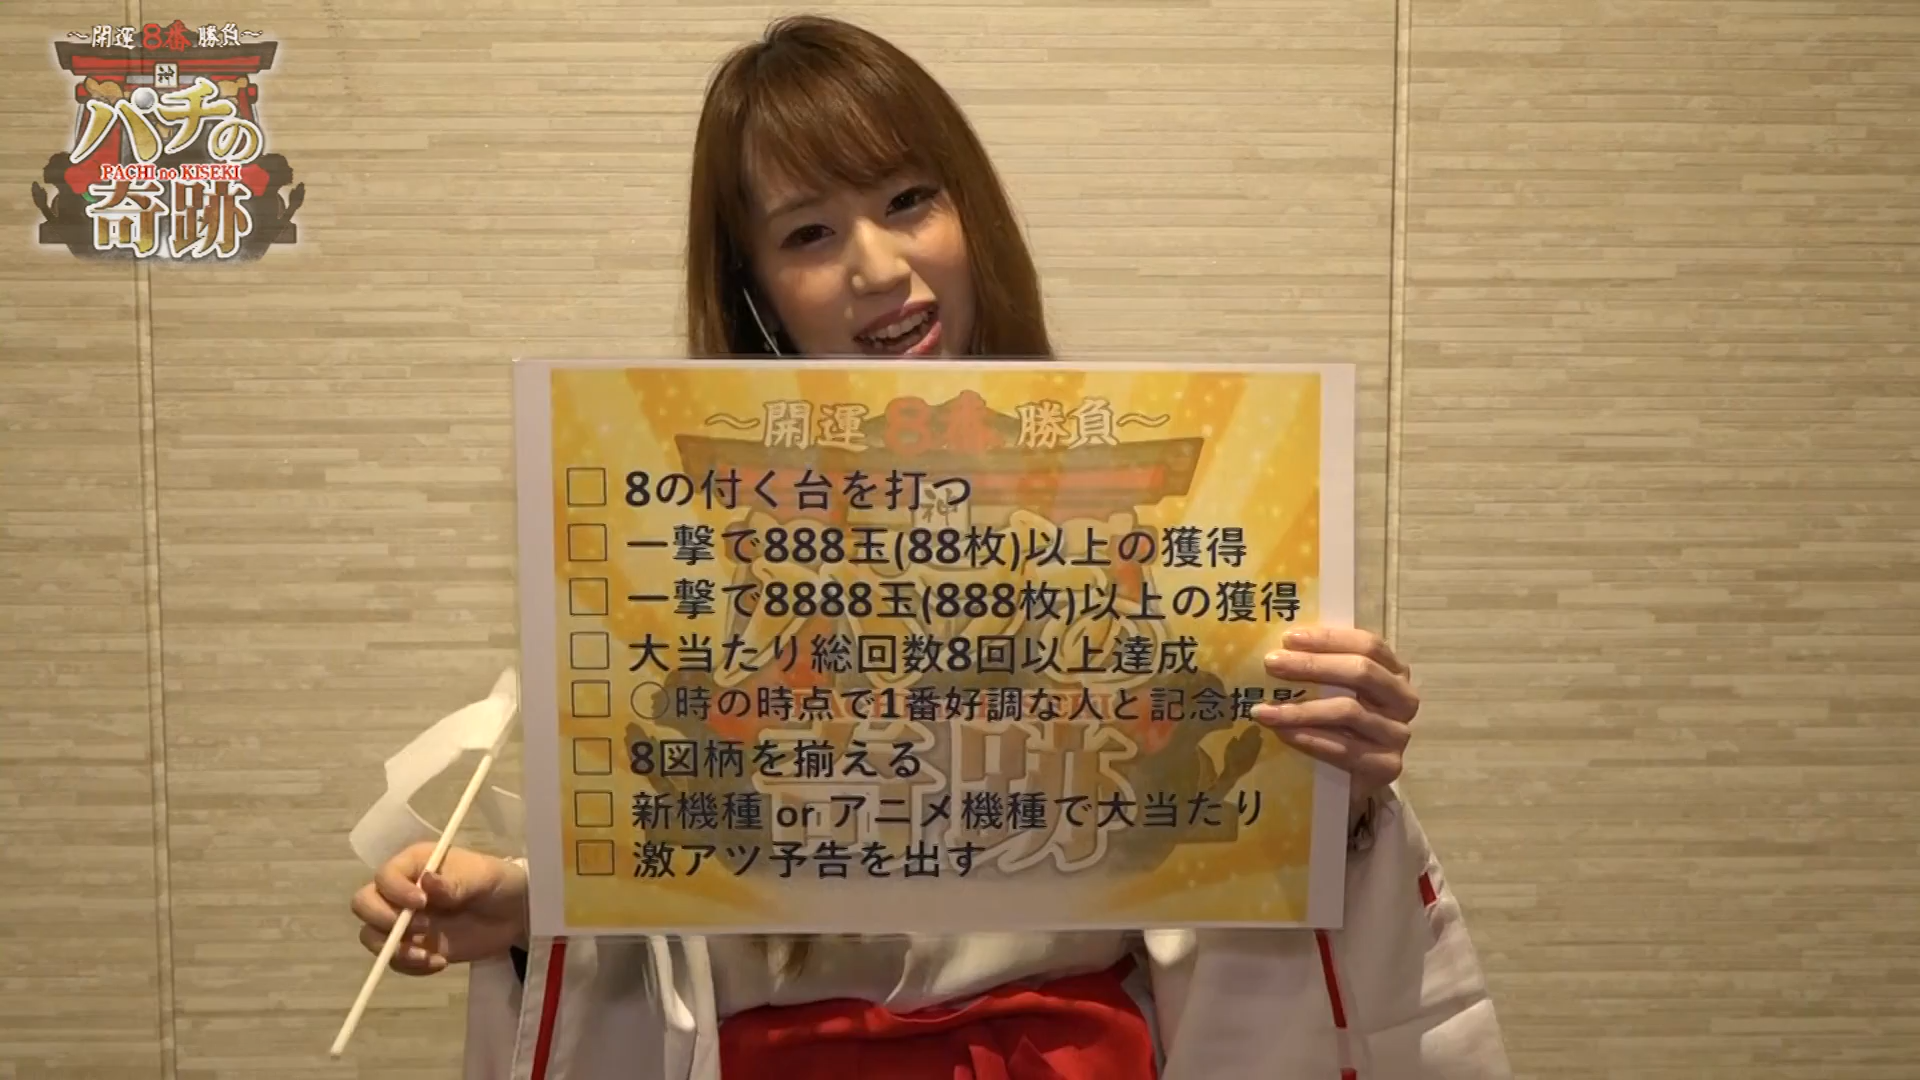 ～開運8番勝負～
神
パチの
PACHI no KISEKI
奇跡
～開運8番勝負～
□ 8の付く台を打つ
□ 一撃で888玉(88枚)以上の獲得
□ 一撃で8888玉(888枚)以上の獲得
□ 大当たり総回数8回以上達成
□ ◯時の時点で1番好調な人と記念撮影
□ 8図柄を揃える
□ 新機種 or アニメ機種で大当たり
□ 激アツ予告を出す